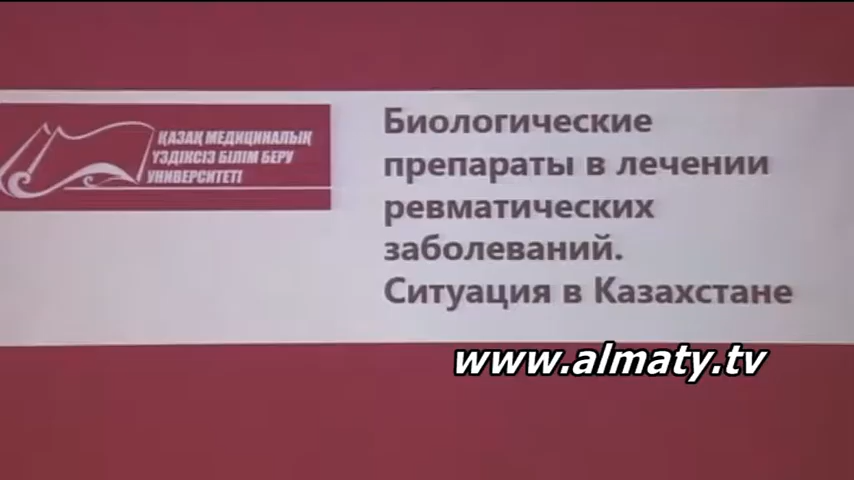 ҚАЗАҚ МЕДИЦИНАЛЫҚ
ҮЗДІКСІЗ БІЛІМ БЕРУ
УНИВЕРСИТЕТІ
Биологические
препараты в лечении
ревматических
заболеваний.
Ситуация в Казахстане
www.almaty.tv